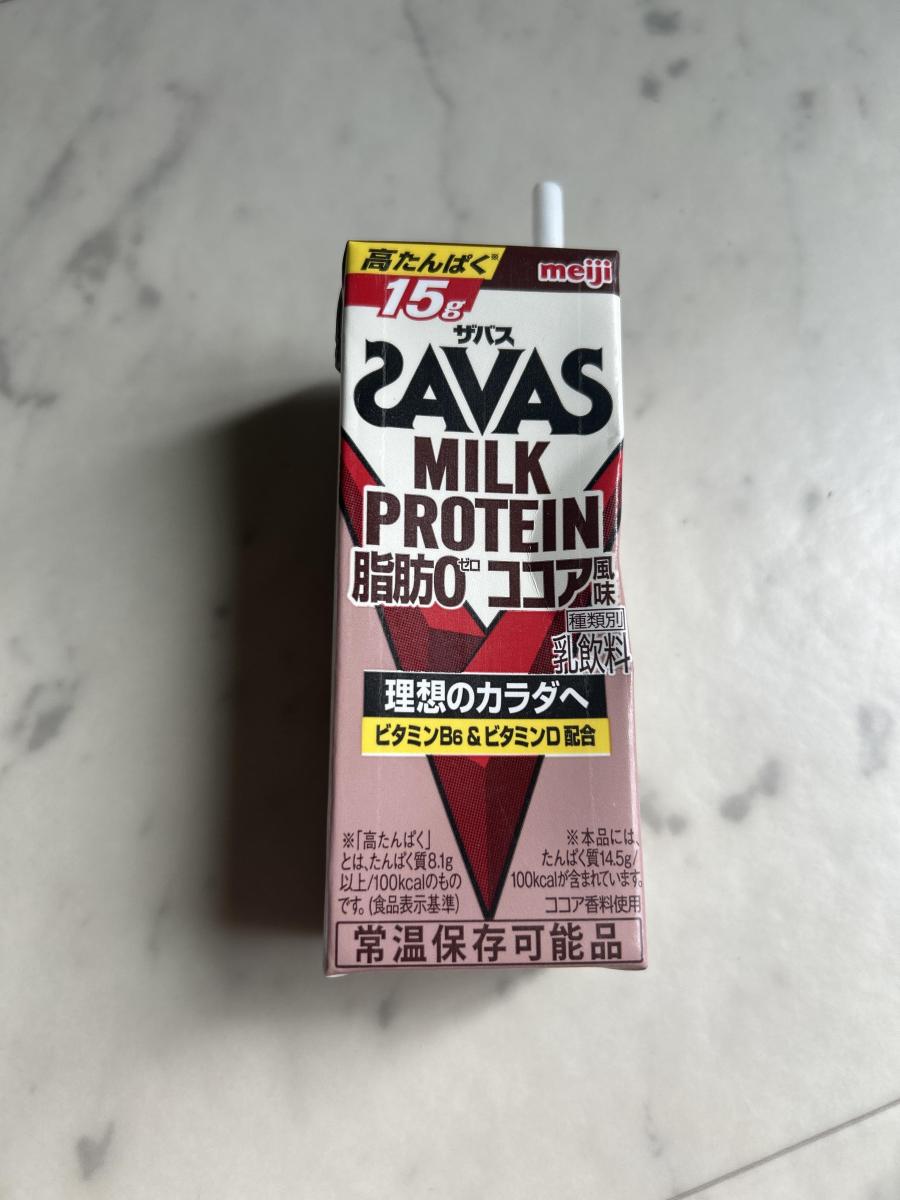 高たんぱく※
meiji
15g
ザバス
SAVAS
MILK
PROTEIN
脂肪0ゼロ ココア風味
種類別
乳飲料
理想のカラダへ
ビタミンB6 & ビタミンD 配合
※「高たんぱく」
とは、たんぱく質8.1g
以上/100kcalのもの
です。(食品表示基準)
※本品には、
たんぱく質14.5g/
100kcalが含まれています。
ココア香料使用
常温保存可能品